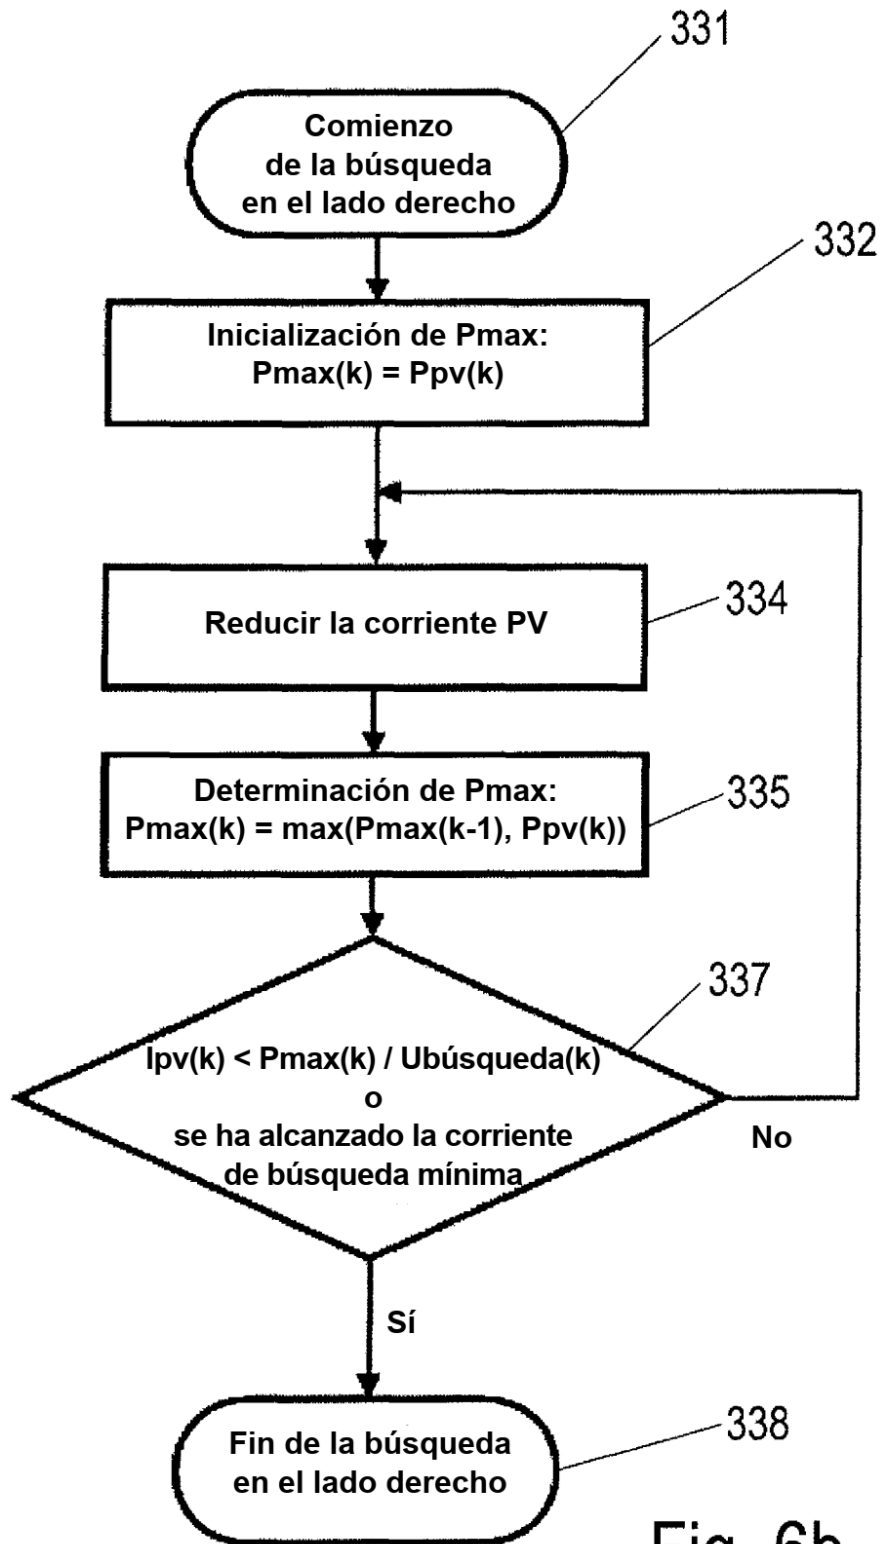 331
Comienzo
de la búsqueda
en el lado derecho
332
Inicialización de Pmax:
Pmax(k) = Ppv(k)
334
Reducir la corriente PV
335
Determinación de Pmax:
Pmax(k) = max(Pmax(k-1), Ppv(k))
337
Ipv(k) < Pmax(k) / Ubúsqueda(k)
o
se ha alcanzado la corriente
de búsqueda mínima
No
Sí
338
Fin de la búsqueda
en el lado derecho
Fig. 6b